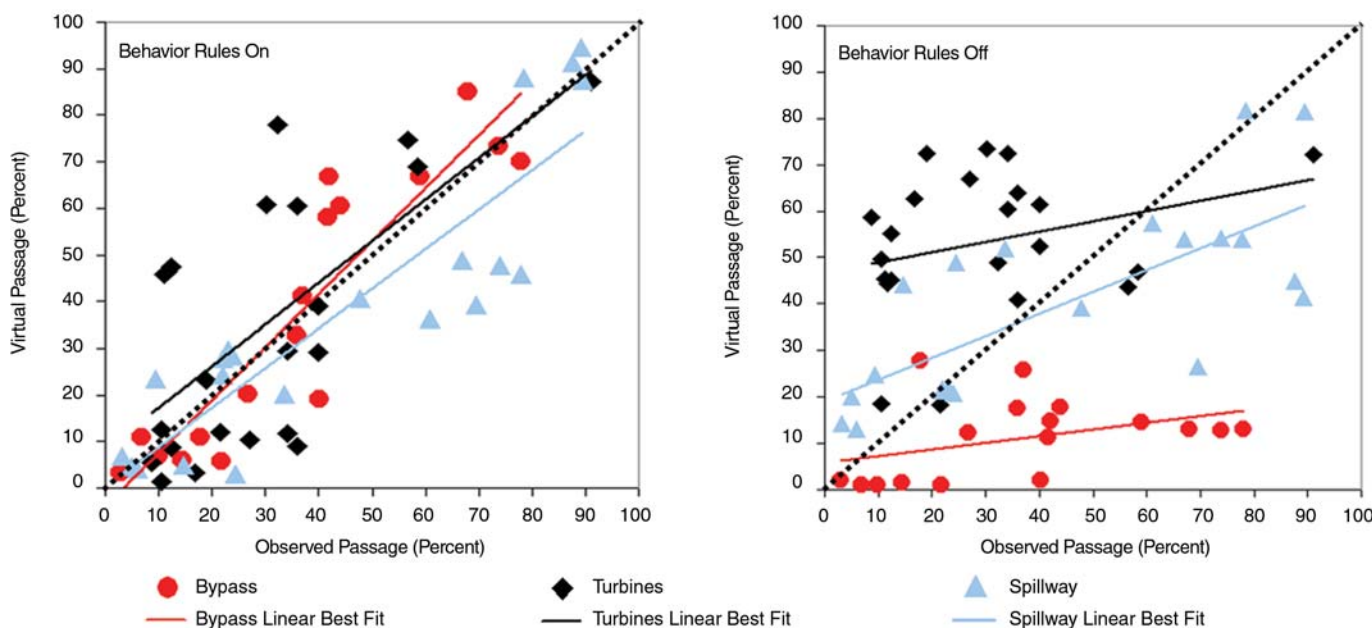 Behavior Rules On
Virtual Passage (Percent)
100
90
80
70
60
50
40
30
20
10
0
0 10 20 30 40 50 60 70 80 90 100
Observed Passage (Percent)
Behavior Rules Off
Virtual Passage (Percent)
100
90
80
70
60
50
40
30
20
10
0
0 10 20 30 40 50 60 70 80 90 100
Observed Passage (Percent)
Bypass Turbines Spillway
Bypass Linear Best Fit Turbines Linear Best Fit Spillway Linear Best Fit